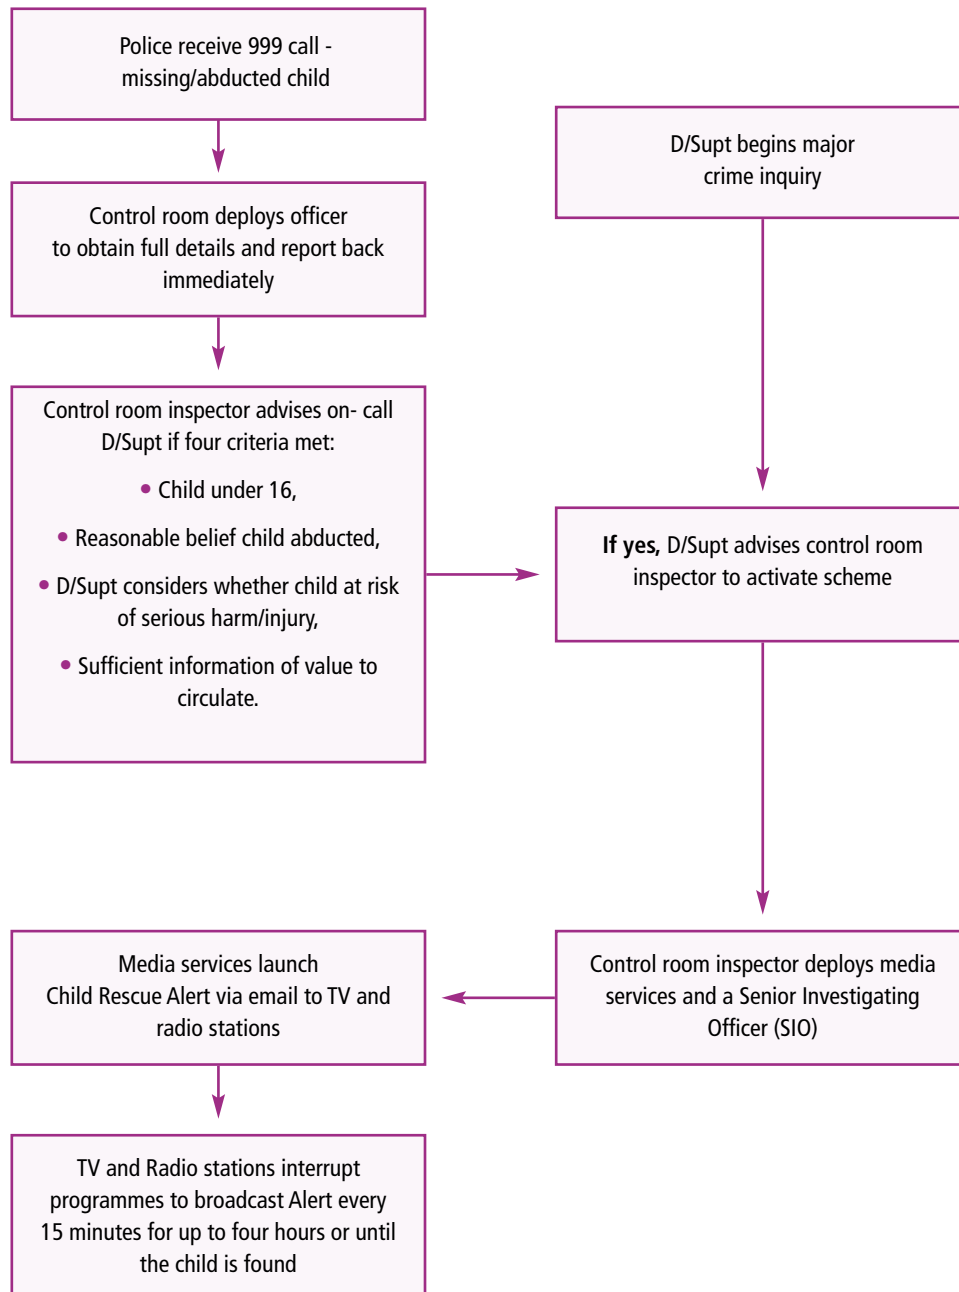 Police receive 999 call -
missing/abducted child
D/Supt begins major
crime inquiry
Control room deploys officer
to obtain full details and report back
immediately
Control room inspector advises on- call
D/Supt if four criteria met:
• Child under 16,
• Reasonable belief child abducted,
• D/Supt considers whether child at risk
of serious harm/injury,
• Sufficient information of value to
circulate.
If yes, D/Supt advises control room
inspector to activate scheme
Control room inspector deploys media
services and a Senior Investigating
Officer (SIO)
Media services launch
Child Rescue Alert via email to TV and
radio stations
TV and Radio stations interrupt
programmes to broadcast Alert every
15 minutes for up to four hours or until
the child is found